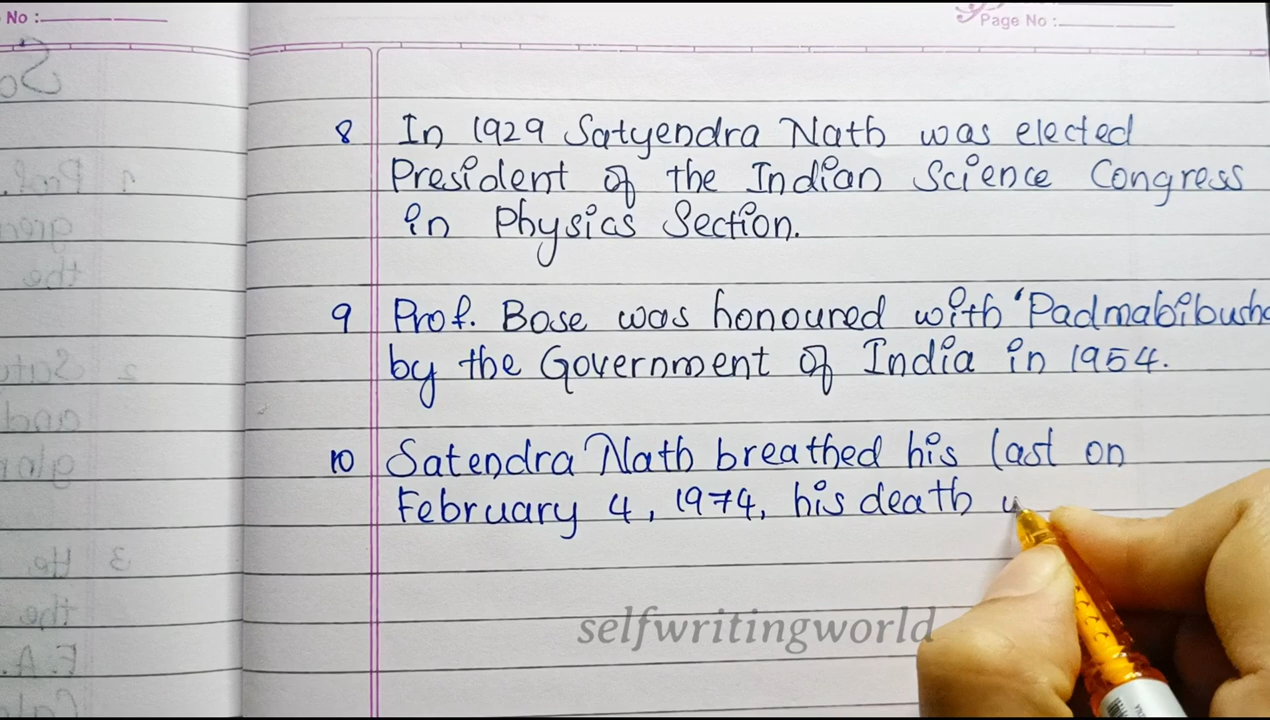 No :
Page No :
8 In 1929 Satyendra Nath was elected
President of the Indian Science Congress
in Physics Section.
9 Prof. Bose was honoured with 'Padmabibusha
by the Government of India in 1954.
10 Satendra Nath breathed his last on
February 4, 1974, his death
selfwritingworld